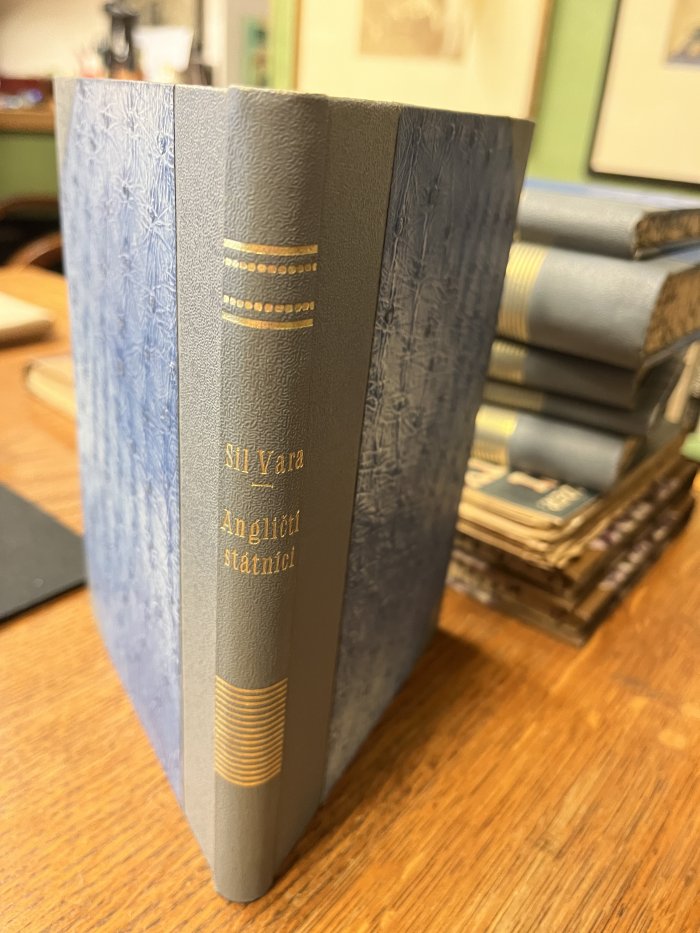 Sil Vara
Angličtí
státníci